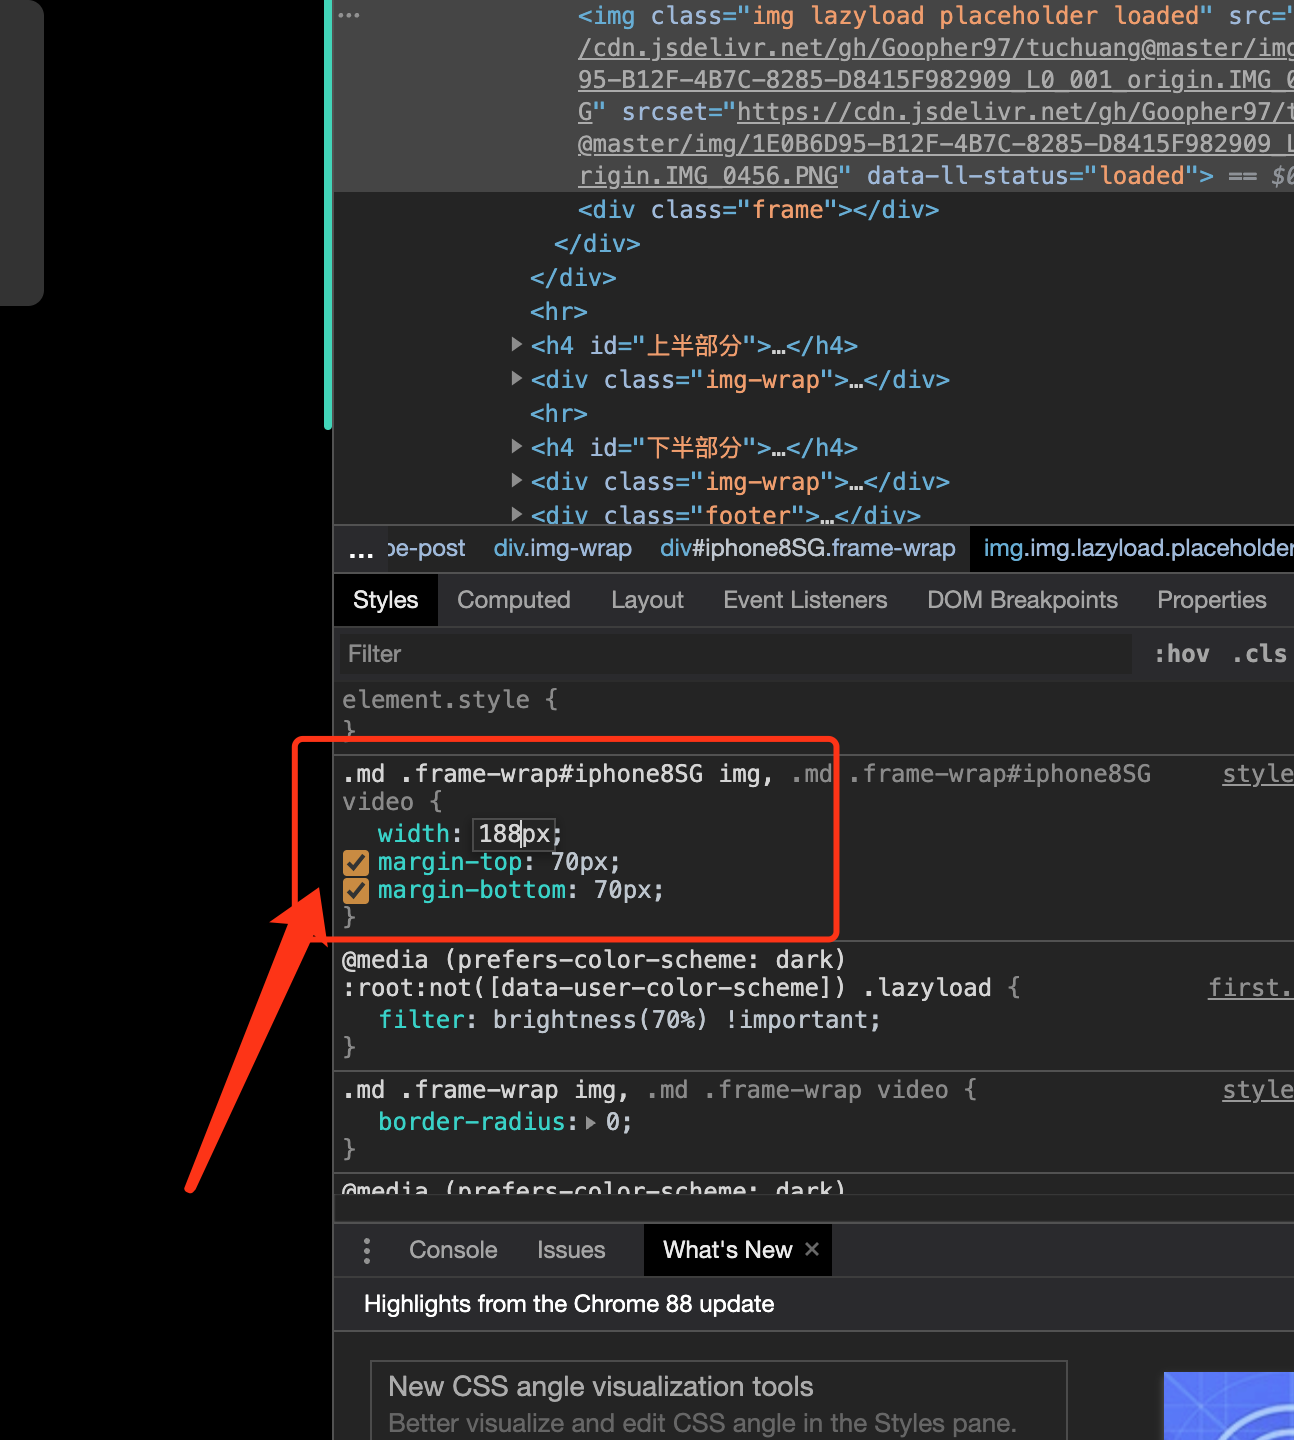 <img class="img lazyload placeholder loaded" src="
/cdn.jsdelivr.net/gh/Goopher97/tuchuang@master/img
95-B12F-4B7C-8285-D8415F982909_L0_001_origin.IMG_0
G" srcset="https://cdn.jsdelivr.net/gh/Goopher97/t
@master/img/1E0B6D95-B12F-4B7C-8285-D8415F982909_L
rigin.IMG_0456.PNG" data-ll-status="loaded"> == $0
<div class="frame"></div>
</div>
</div>
<hr>
<h4 id="上半部分">…</h4>
<div class="img-wrap">…</div>
<hr>
<h4 id="下半部分">…</h4>
<div class="img-wrap">…</div>
<div class="footer">…</div>
... pe-post div.img-wrap div#iphone8SG.frame-wrap img.img.lazyload.placeholder
Styles Computed Layout Event Listeners DOM Breakpoints Properties
Filter :hov .cls
element.style {
}
.md .frame-wrap#iphone8SG img, .md .frame-wrap#iphone8SG style
video {
width: 188px;
margin-top: 70px;
margin-bottom: 70px;
}
@media (prefers-color-scheme: dark)
:root:not([data-user-color-scheme]) .lazyload { first.
filter: brightness(70%) !important;
}
.md .frame-wrap img, .md .frame-wrap video { style
border-radius: 0;
}
@media (prefers-color-scheme: dark)
Console Issues What's New ×
Highlights from the Chrome 88 update
New CSS angle visualization tools
Better visualize and edit CSS angle in the Styles pane.